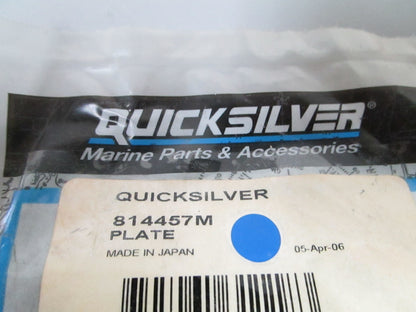 QUICKSILVER®
Marine Parts & Accessories
QUICKSILVER
814457M
PLATE
MADE IN JAPAN
05-Apr-06